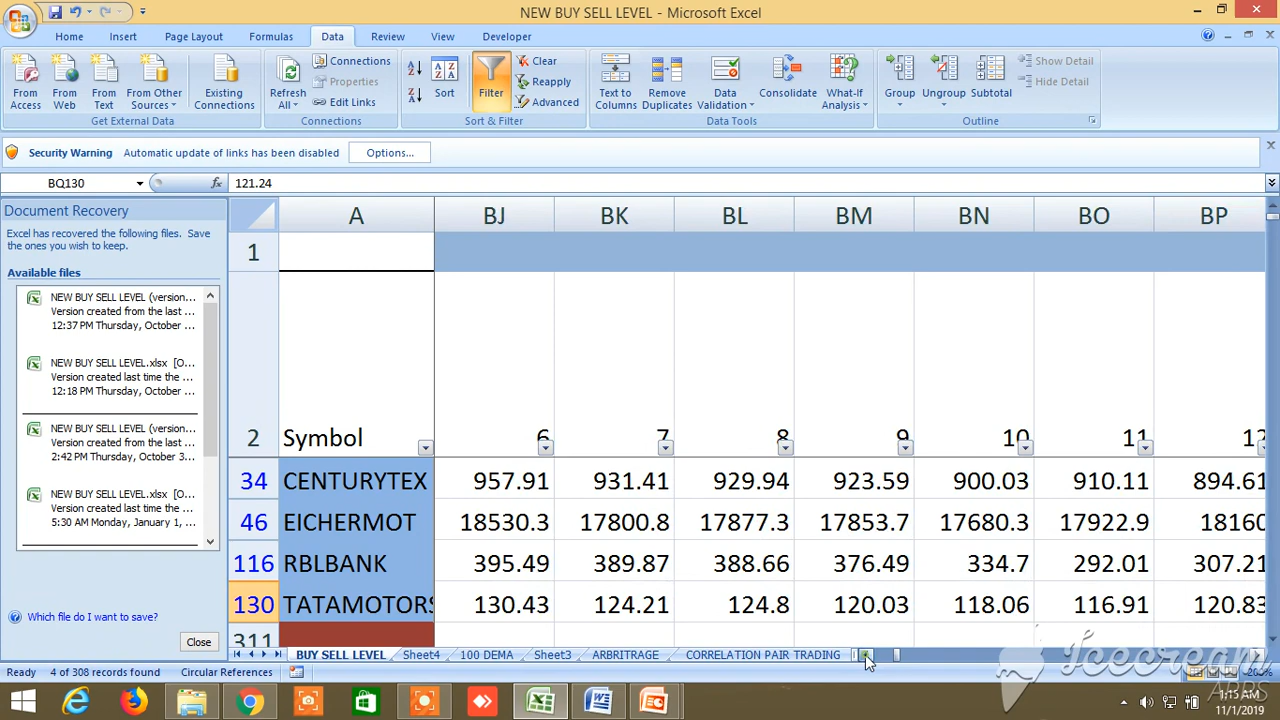 NEW BUY SELL LEVEL - Microsoft Excel
Home Insert Page Layout Formulas Data Review View Developer
From Access
From Web
From Text
From Other Sources
Existing Connections
Get External Data
Refresh All
Connections
Properties
Edit Links
Connections
Sort
Filter
Clear
Reapply
Advanced
Sort & Filter
Text to Columns
Remove Duplicates
Data Validation
Consolidate
What-If Analysis
Data Tools
Group
Ungroup
Subtotal
Show Detail
Hide Detail
Outline
Security Warning Automatic update of links has been disabled Options...
BQ130 fx 121.24
Document Recovery
Excel has recovered the following files. Save
the ones you wish to keep.
Available files
NEW BUY SELL LEVEL (version...
Version created from the last ...
12:37 PM Thursday, October ...
NEW BUY SELL LEVEL.xlsx [O...
Version created last time the ...
12:18 PM Thursday, October ...
NEW BUY SELL LEVEL (version...
Version created from the last ...
2:42 PM Thursday, October 3...
NEW BUY SELL LEVEL.xlsx [O...
Version created last time the ...
5:30 AM Monday, January 1, ...
Which file do I want to save?
Close
A BJ BK BL BM BN BO BP
1
2 Symbol 6 7 8 9 10 11 12
34 CENTURYTEX 957.91 931.41 929.94 923.59 900.03 910.11 894.61
46 EICHERMOT 18530.3 17800.8 17877.3 17853.7 17680.3 17922.9 18160
116 RBLBANK 395.49 389.87 388.66 376.49 334.7 292.01 307.21
130 TATAMOTORS 130.43 124.21 124.8 120.03 118.06 116.91 120.83
311
BUY SELL LEVEL Sheet4 100 DEMA Sheet3 ARBRITRAGE CORRELATION PAIR TRADING
Ready 4 of 308 records found Circular References 200%
Icecream
APPS
1:15 AM
11/1/2019